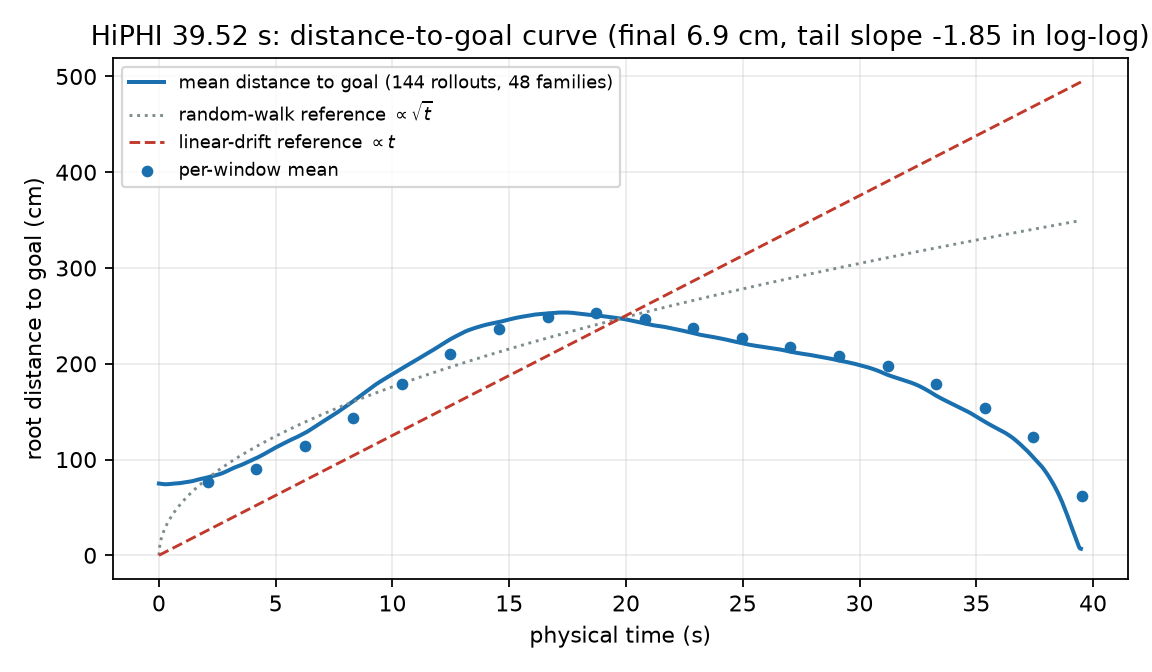 HiPHI 39.52 s: distance-to-goal curve (final 6.9 cm, tail slope -1.85 in log-log)
mean distance to goal (144 rollouts, 48 families)
random-walk reference ∝√t
linear-drift reference ∝ t
per-window mean
root distance to goal (cm)
500
400
300
200
100
0
0 5 10 15 20 25 30 35 40
physical time (s)